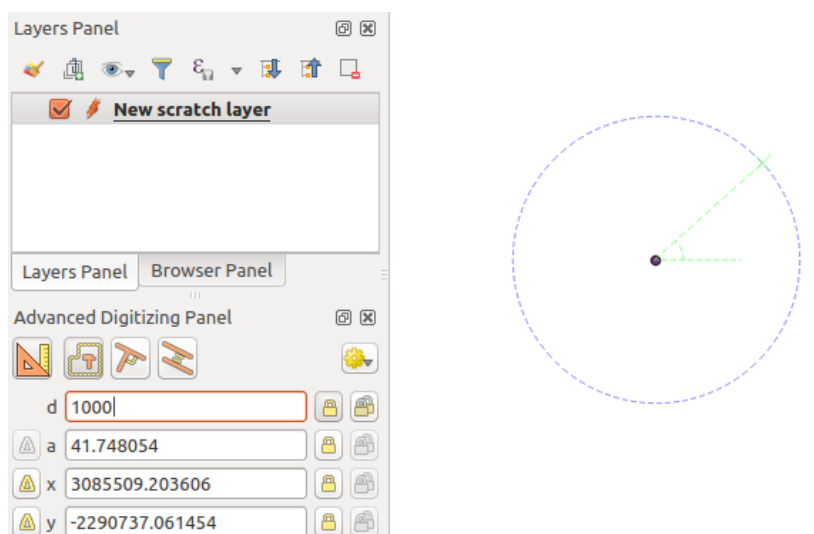 Layers Panel
New scratch layer
Layers Panel
Browser Panel
Advanced Digitizing Panel
d 1000
a 41.748054
x 3085509.203606
y -2290737.061454